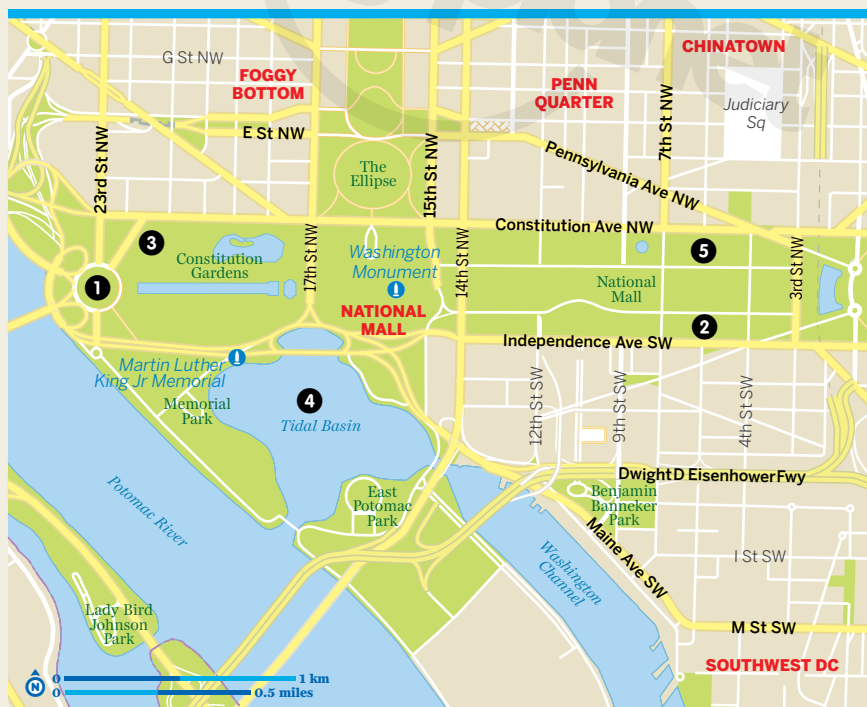 CHINATOWN
G St NW
FOGGY
BOTTOM
PENN
QUARTER
Judiciary
Sq
7th St NW
23rd St NW
E St NW
15th St NW
Pennsylvania Ave NW
The
Ellipse
Constitution Ave NW
3
Constitution
Gardens
17th St NW
Washington
Monument
14th St NW
5
National
Mall
3rd St NW
1
NATIONAL
MALL
2
Independence Ave SW
Martin Luther
King Jr Memorial
Memorial
Park
4
Tidal Basin
12th St SW
9th St SW
4th St SW
Dwight D Eisenhower Fwy
East
Potomac
Park
Benjamin
Banneker
Park
Potomac River
Washington
Channel
Maine Ave SW
I St SW
Lady Bird
Johnson
Park
M St SW
SOUTHWEST DC
N
0 1 km
0 0.5 miles